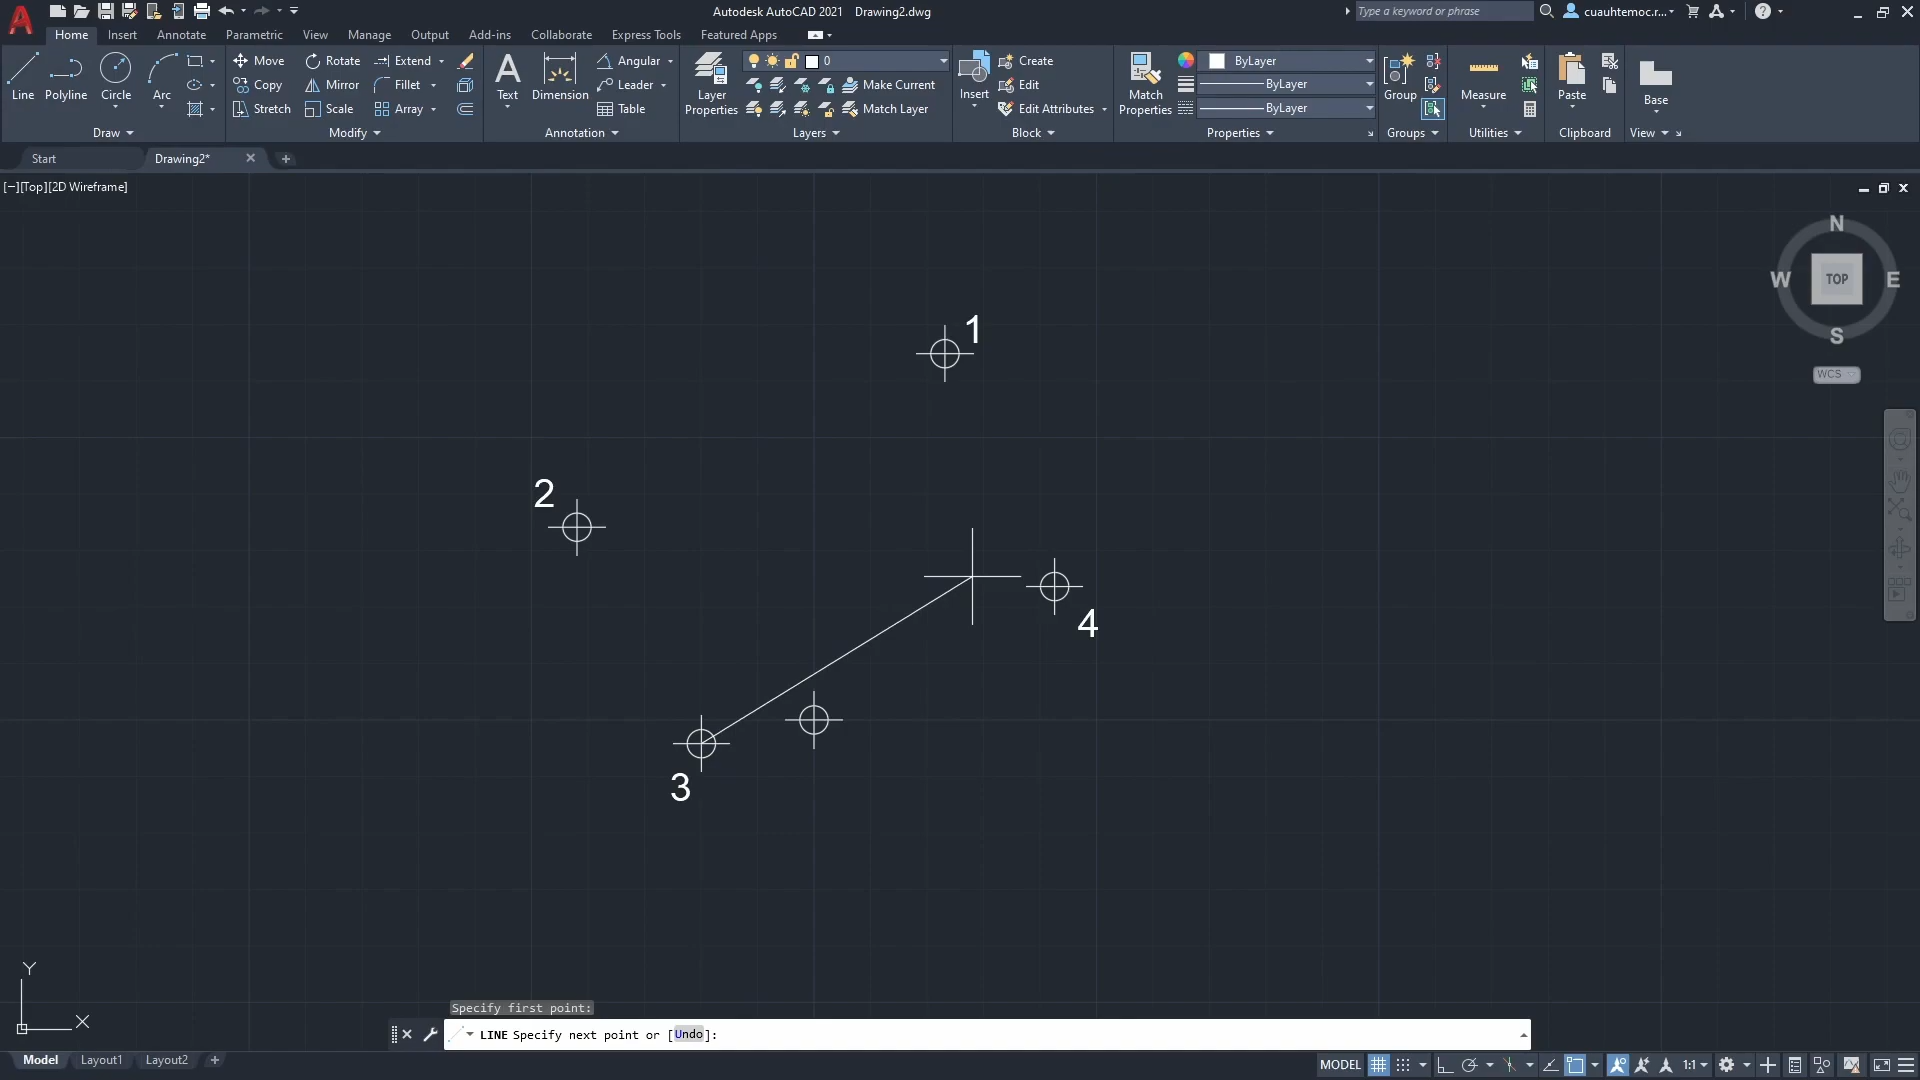 Autodesk AutoCAD 2021 Drawing2.dwg
Type a keyword or phrase
cuauhtemoc.r...
Home Insert Annotate Parametric View Manage Output Add-ins Collaborate Express Tools Featured Apps
Line Polyline Circle Arc
Draw
Move Rotate Extend
Copy Mirror Fillet
Stretch Scale Array
Modify
Text Dimension
Angular
Leader
Table
Annotation
Layer Properties
0
Make Current
Match Layer
Layers
Insert
Create
Edit
Edit Attributes
Block
Match Properties
ByLayer
ByLayer
ByLayer
Properties
Group
Groups
Measure
Utilities
Paste
Clipboard
Base
View
Start Drawing2*
[−][Top][2D Wireframe]
N
W TOP E
S
WCS
1
2
4
3
Y
X
Specify first point:
LINE Specify next point or [Undo]:
Model Layout1 Layout2 +
MODEL 1:1